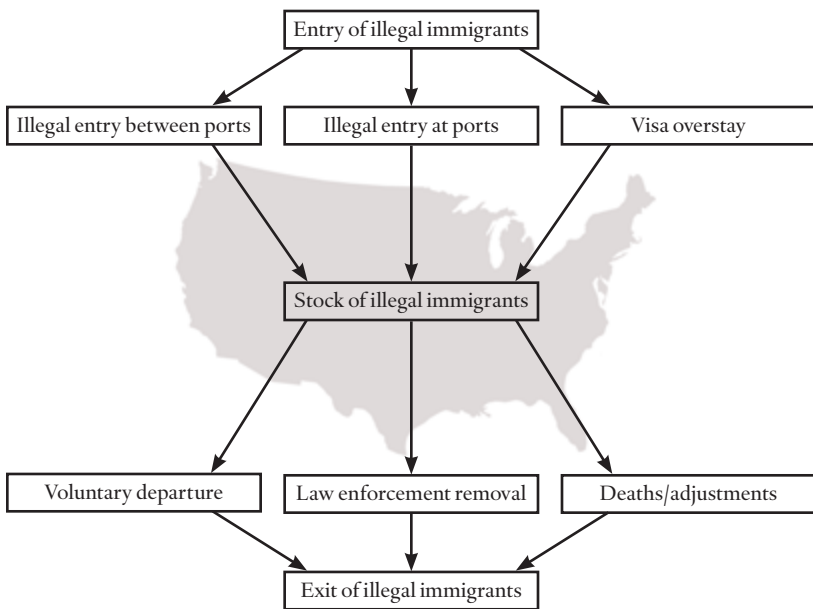 Entry of illegal immigrants
Illegal entry between ports
Illegal entry at ports
Visa overstay
Stock of illegal immigrants
Voluntary departure
Law enforcement removal
Deaths/adjustments
Exit of illegal immigrants